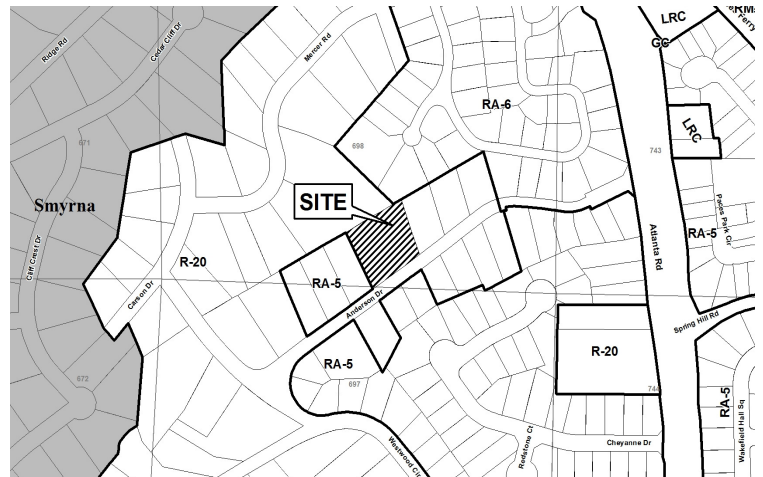 LRC
RM
Perry
GC
Ridge Rd
Cedar Cliff Dr
Mercer Rd
RA-6
LRC
671
698
743
SITE
Smyrna
Paces Park Cir
Cliff Crest Dr
R-20
Atlanta Rd
RA-5
Carson Dr
RA-5
Anderson Dr
Spring Hill Rd
RA-5
R-20
672
697
744
RA-5
Westwood Cir
Redstone Ct
Cheyanne Dr
Wakefield Hall Sq